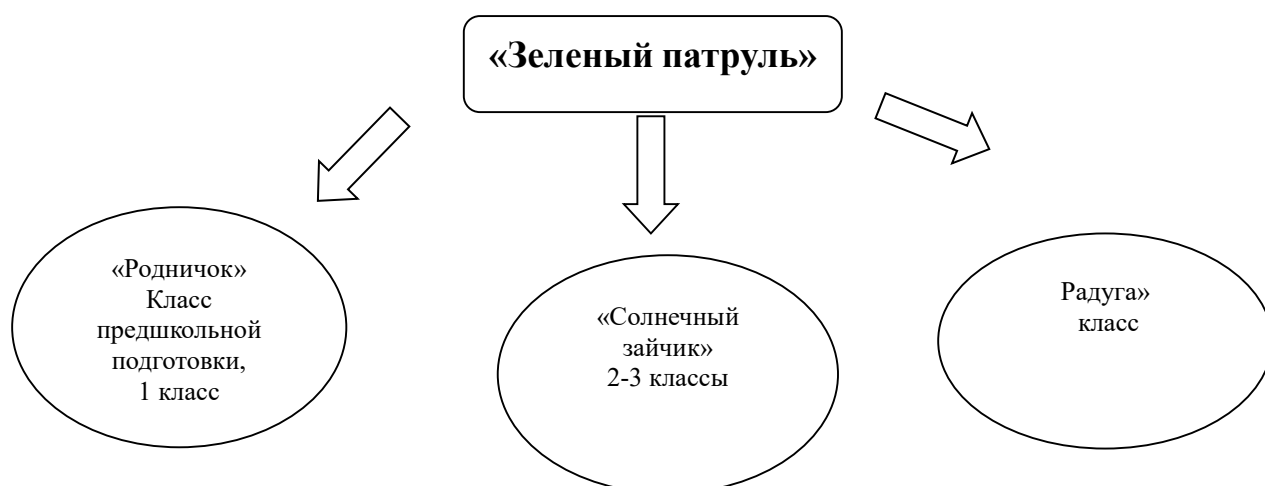 «Зеленый патруль»
«Родничок»
Класс
предшкольной
подготовки,
1 класс
«Солнечный
зайчик»
2-3 классы
Радуга»
класс